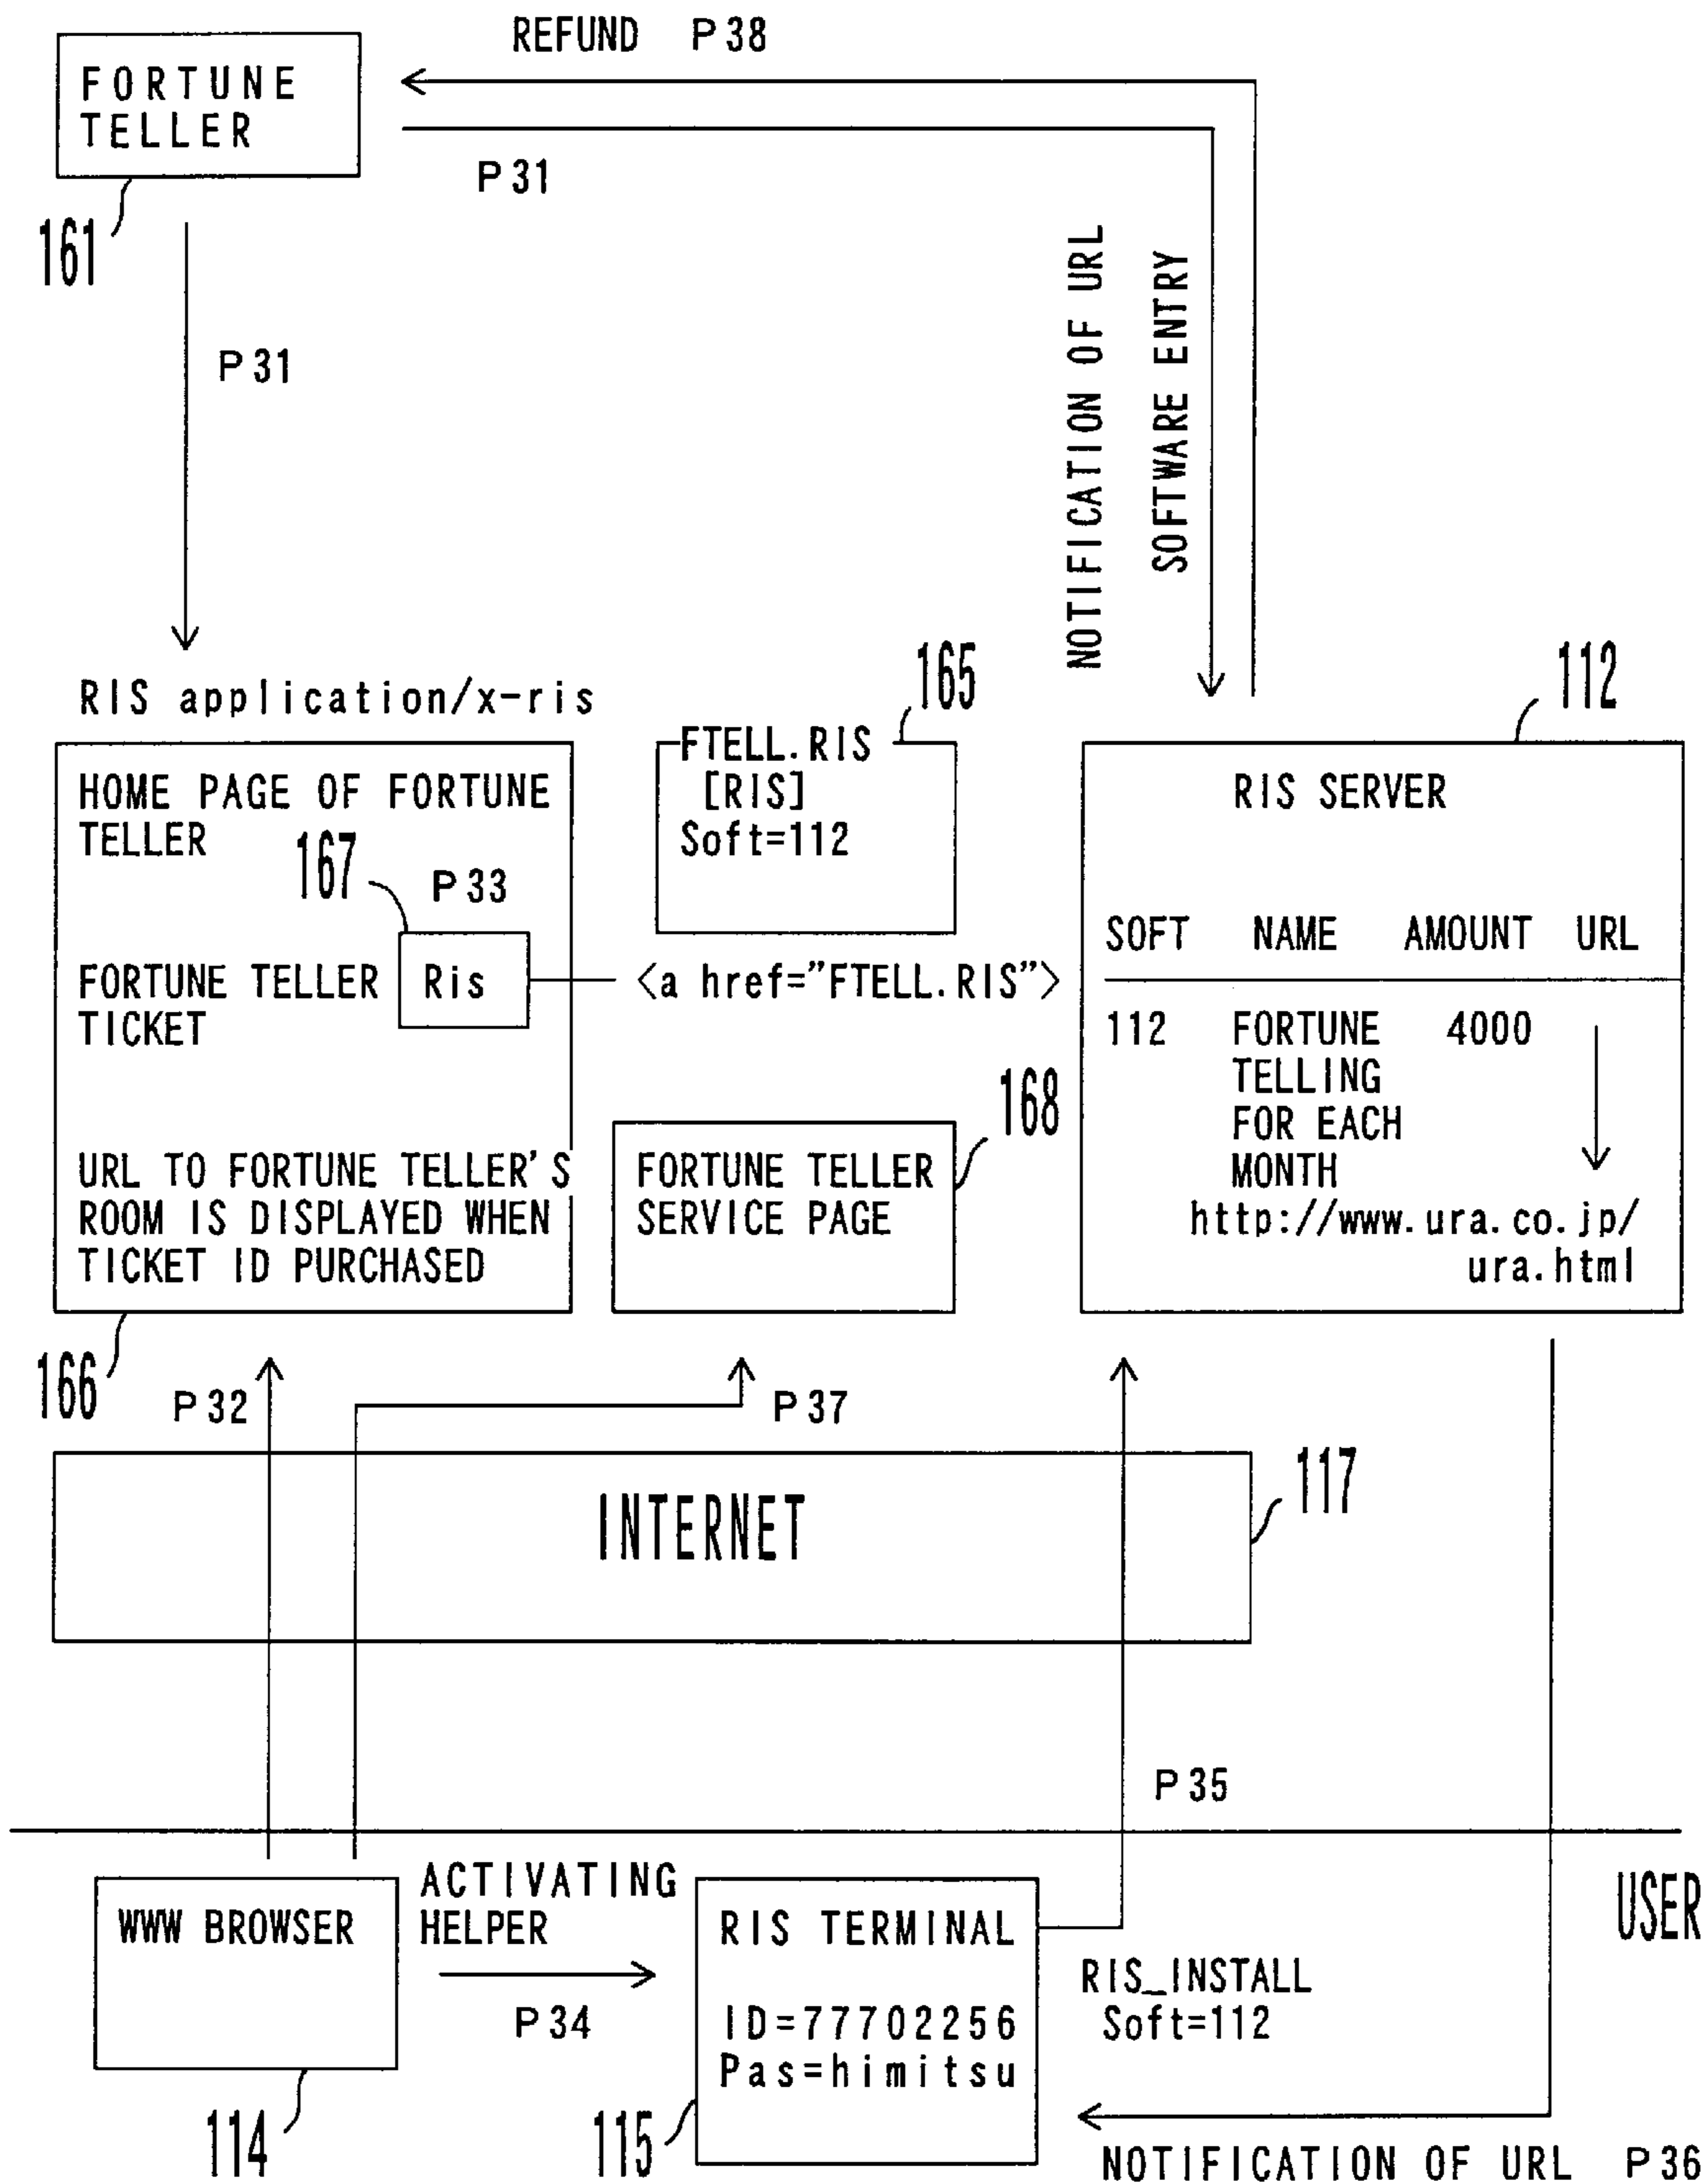 REFUND P38
FORTUNE
TELLER
P31
161
P31
NOTIFICATION OF URL
SOFTWARE ENTRY
RIS application/x-ris
165
112
HOME PAGE OF FORTUNE
TELLER
167
P33
FORTUNE TELLER
TICKET
Ris
URL TO FORTUNE TELLER'S
ROOM IS DISPLAYED WHEN
TICKET ID PURCHASED
166
FTELL.RIS
[RIS]
Soft=112
<a href="FTELL.RIS">
168
FORTUNE TELLER
SERVICE PAGE
RIS SERVER
SOFT NAME AMOUNT URL
112 FORTUNE 4000
TELLING
FOR EACH
MONTH
http://www.ura.co.jp/
ura.html
P32
P37
INTERNET
117
P35
USER
WWW BROWSER
114
ACTIVATING
HELPER
P34
RIS TERMINAL
ID=77702256
Pas=himitsu
115
RIS_INSTALL
Soft=112
NOTIFICATION OF URL P36